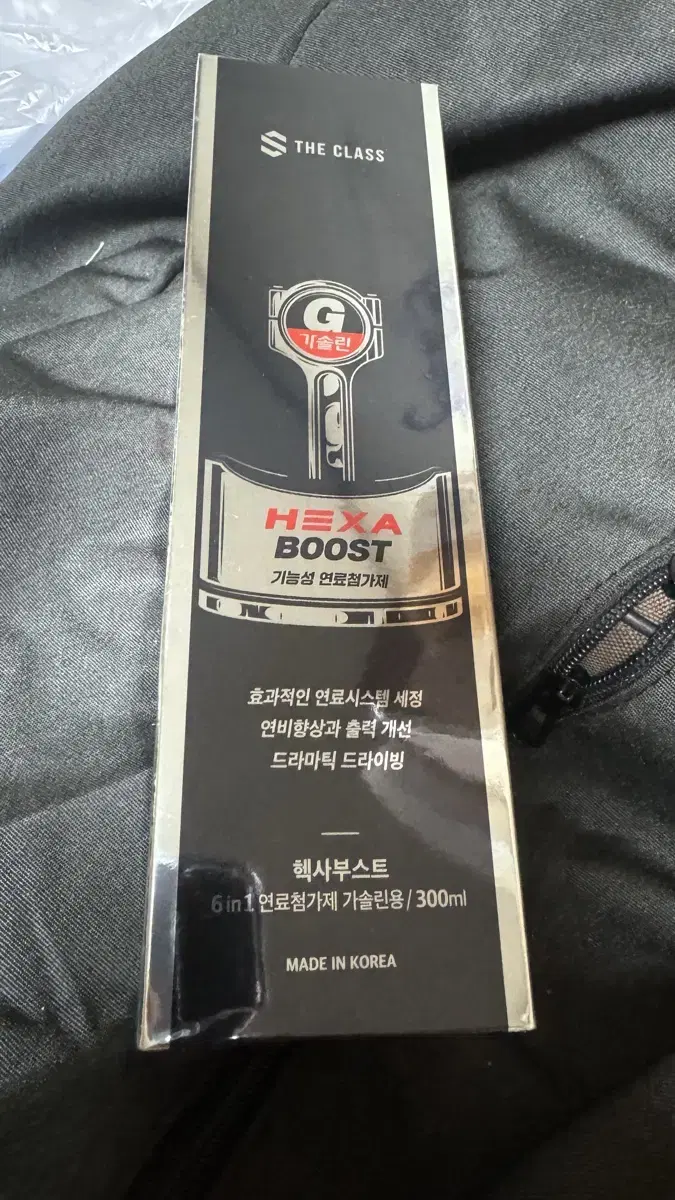 THE CLASS
G
가솔린
HEXA
BOOST
기능성 연료첨가제
효과적인 연료시스템 세정
연비향상과 출력 개선
드라마틱 드라이빙
헥사부스트
6 in 1 연료첨가제 가솔린용 / 300ml
MADE IN KOREA